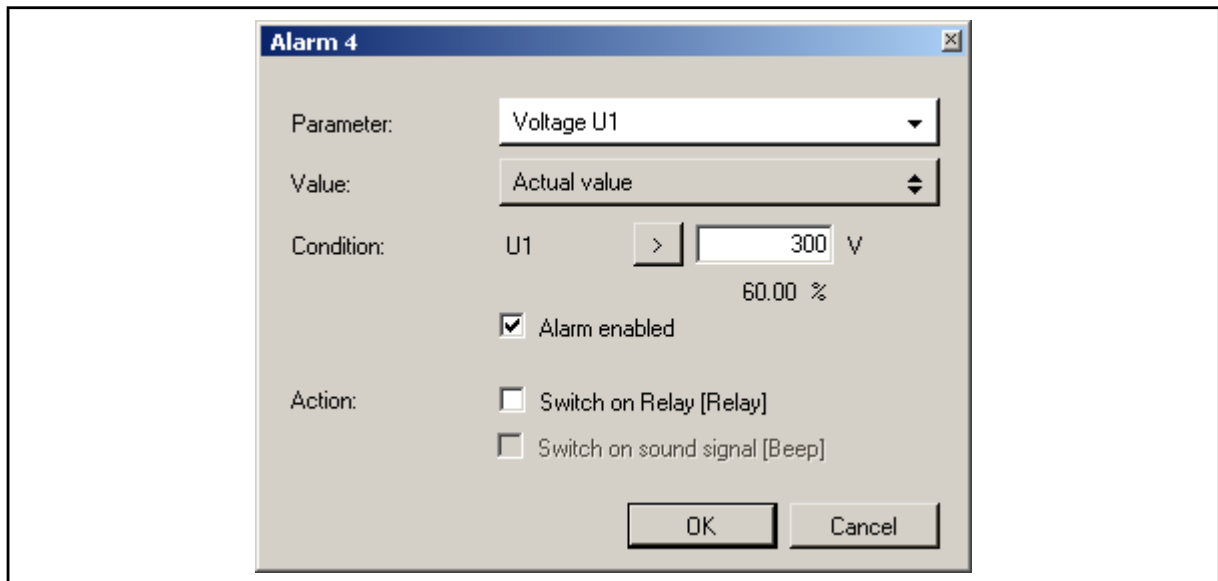 Alarm 4
Parameter: Voltage U1
Value: Actual value
Condition: U1 > 300 V
60.00 %
Alarm enabled
Action: Switch on Relay [Relay]
Switch on sound signal [Beep]
OK Cancel